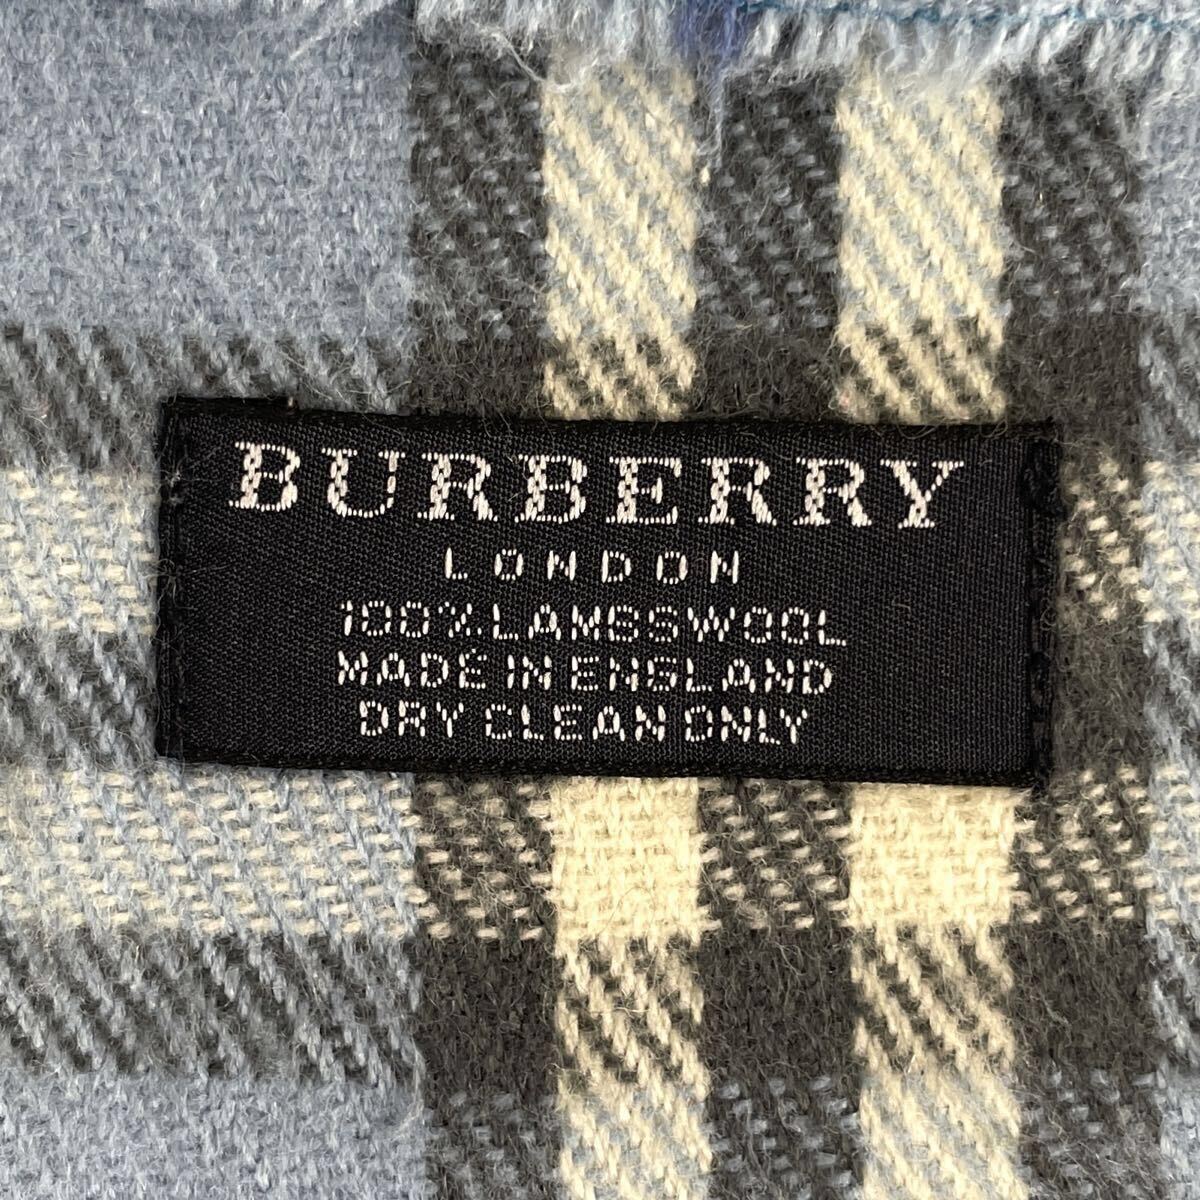 BURBERRY
LONDON
100% LAMBSWOOL
MADE IN ENGLAND
DRY CLEAN ONLY